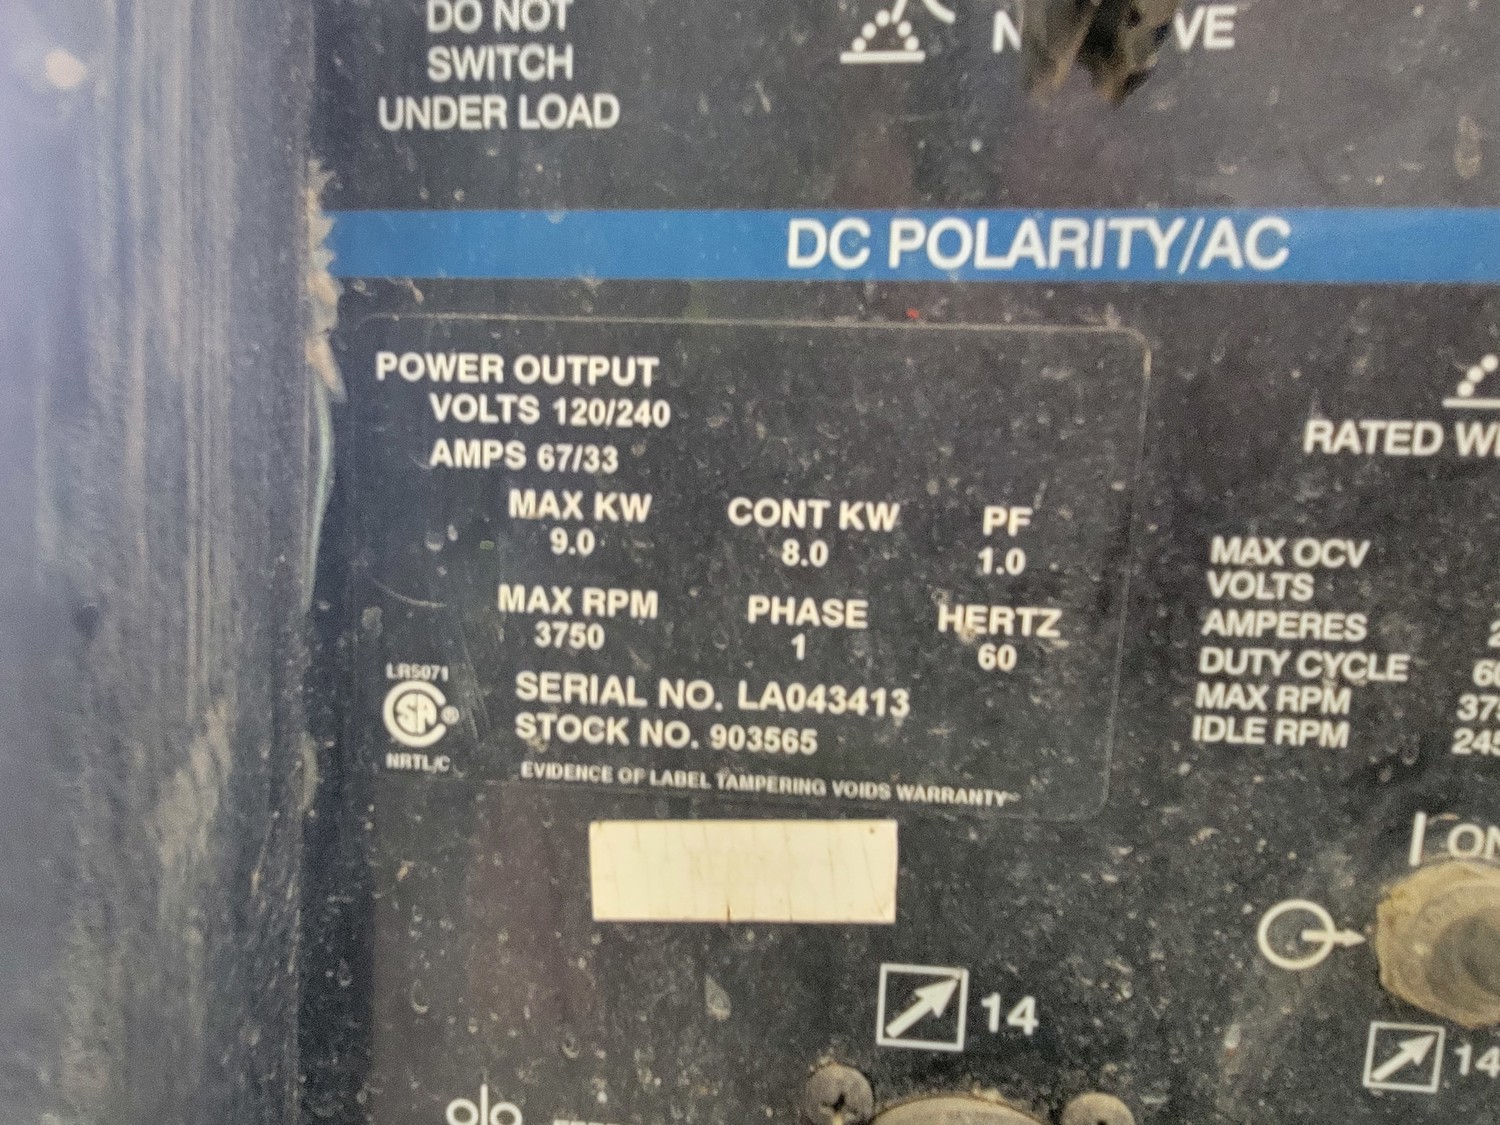 DO NOT
SWITCH
UNDER LOAD
DC POLARITY/AC
POWER OUTPUT
VOLTS 120/240
AMPS 67/33
MAX KW CONT KW PF
9.0 8.0 1.0
MAX RPM PHASE HERTZ
3750 1 60
LR5071
SA®
NRTL/C
SERIAL NO. LA043413
STOCK NO. 903565
EVIDENCE OF LABEL TAMPERING VOIDS WARRANTY
RATED
MAX OCV
VOLTS
AMPERES
DUTY CYCLE
MAX RPM
IDLE RPM
ON
14
14